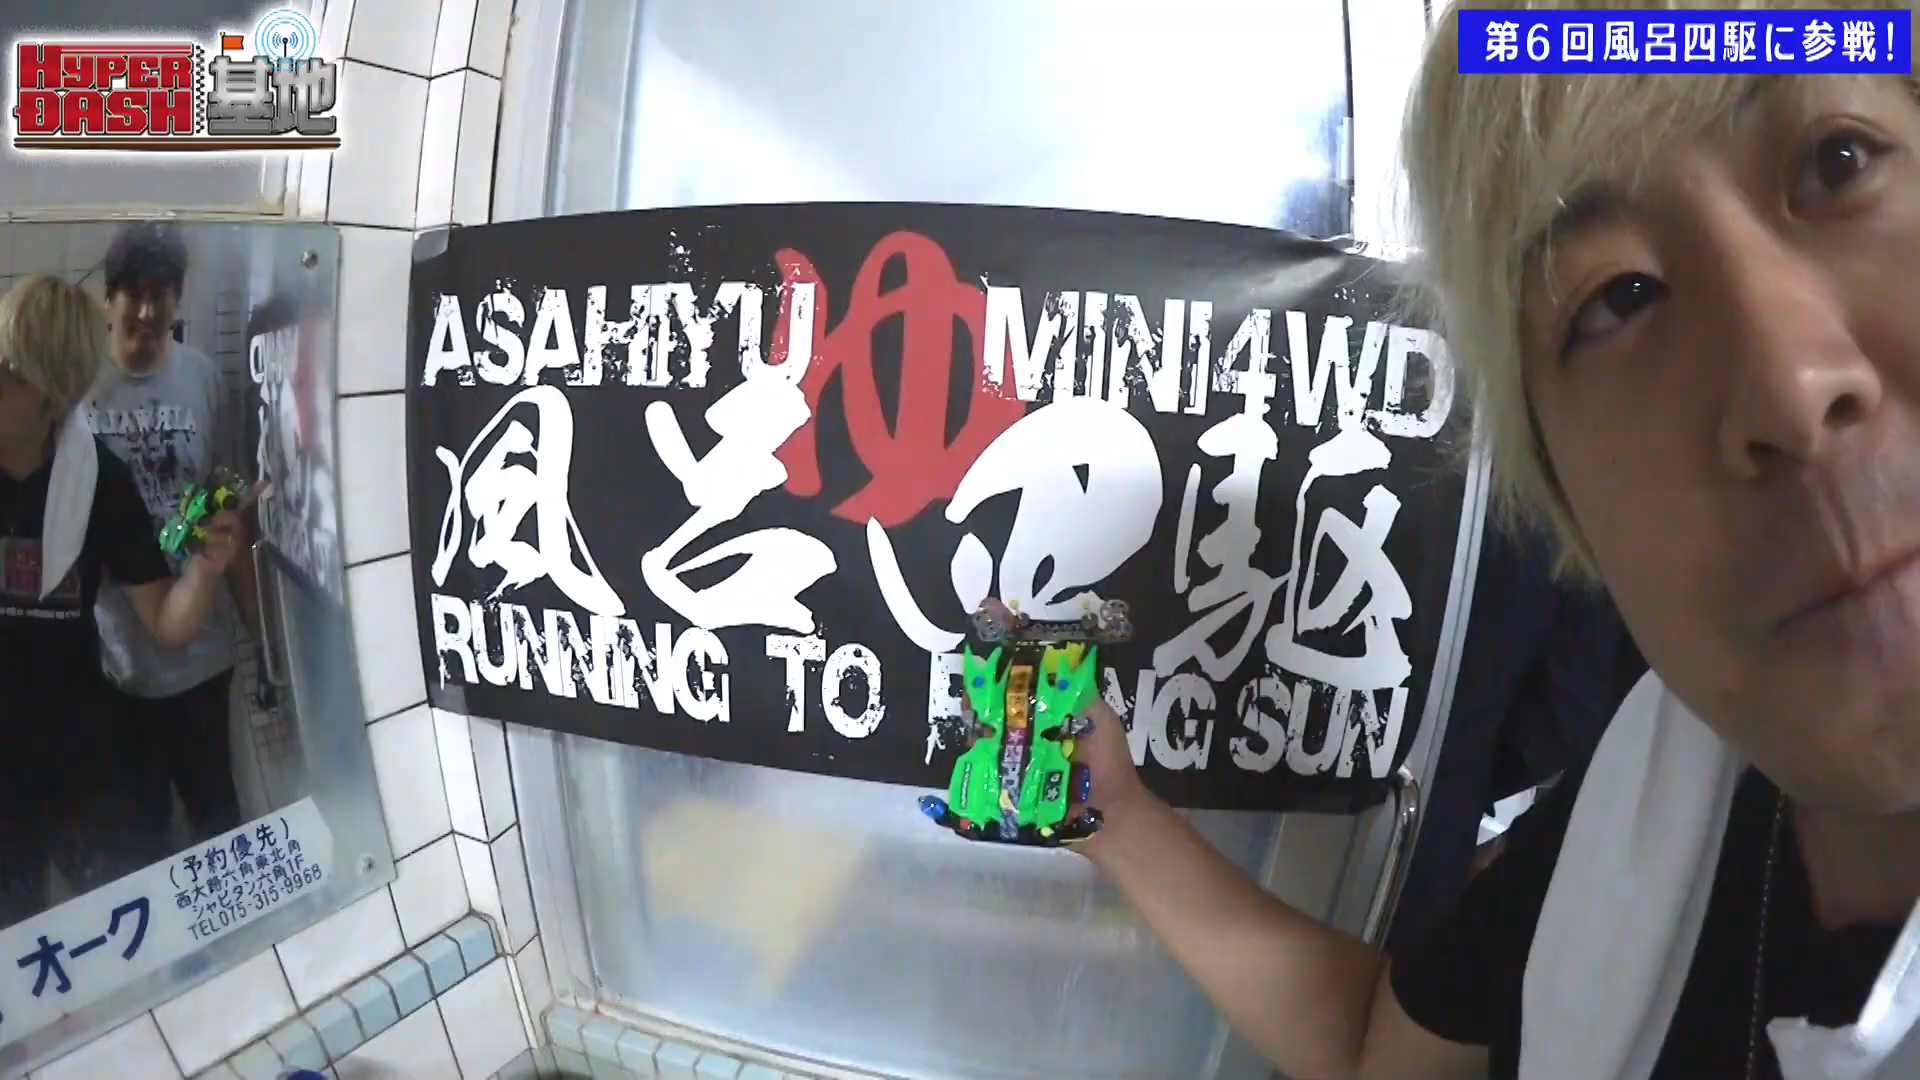 HYPER DASH 基地
第6回風呂四駆に参戦!
ASAHIYU ゆ MINI4WD
風呂四駆
RUNNING TO NG SUN
オーク
(予約優先)
西大路六角東北角
シャピタン六角1F
TEL075-315-9968